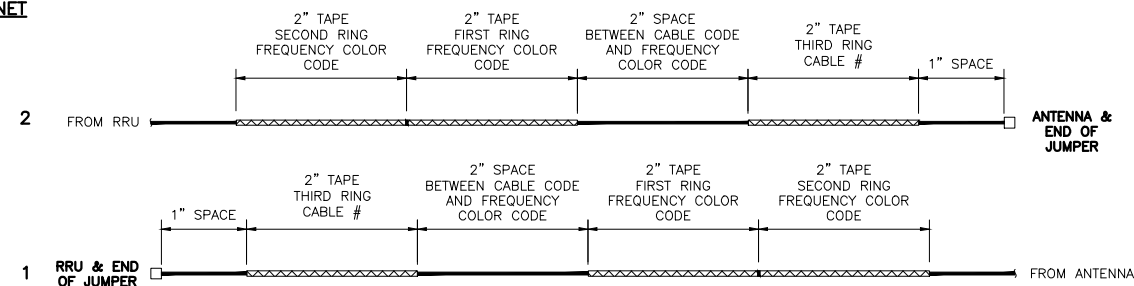 NET
2” TAPE
SECOND RING
FREQUENCY COLOR
CODE
2” TAPE
FIRST RING
FREQUENCY COLOR
CODE
2” SPACE
BETWEEN CABLE CODE
AND FREQUENCY
COLOR CODE
2” TAPE
THIRD RING
CABLE #
1” SPACE
2
FROM RRU
ANTENNA &
END OF
JUMPER
1” SPACE
2” TAPE
THIRD RING
CABLE #
2” SPACE
BETWEEN CABLE CODE
AND FREQUENCY
COLOR CODE
2” TAPE
FIRST RING
FREQUENCY COLOR
CODE
2” TAPE
SECOND RING
FREQUENCY COLOR
CODE
1
RRU & END
OF JUMPER
FROM ANTENNA